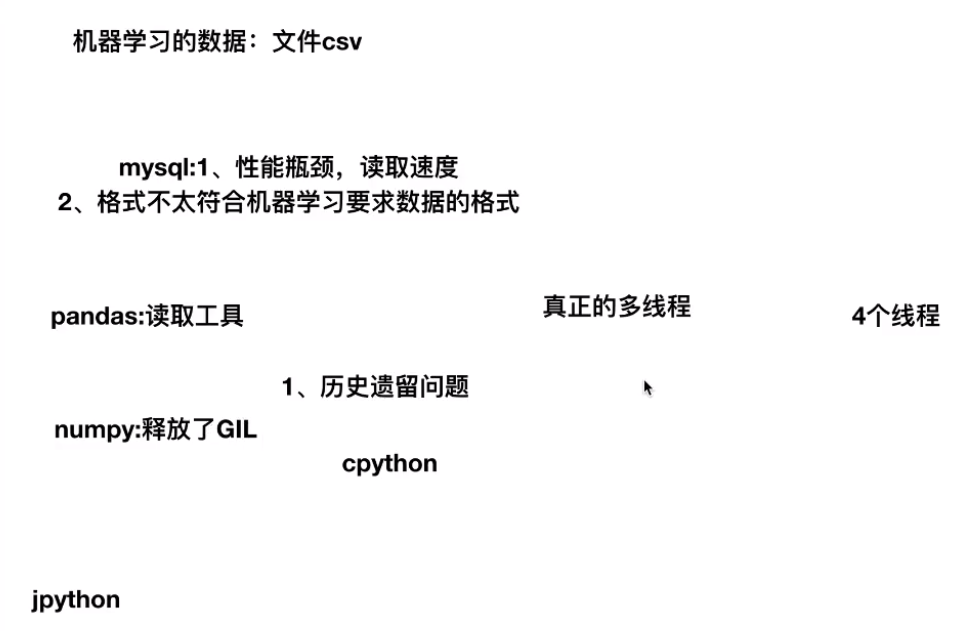 机器学习的数据：文件csv
mysql:1、性能瓶颈，读取速度
2、格式不太符合机器学习要求数据的格式
pandas:读取工具
真正的多线程
4个线程
1、历史遗留问题
numpy:释放了GIL
cpython
jpython